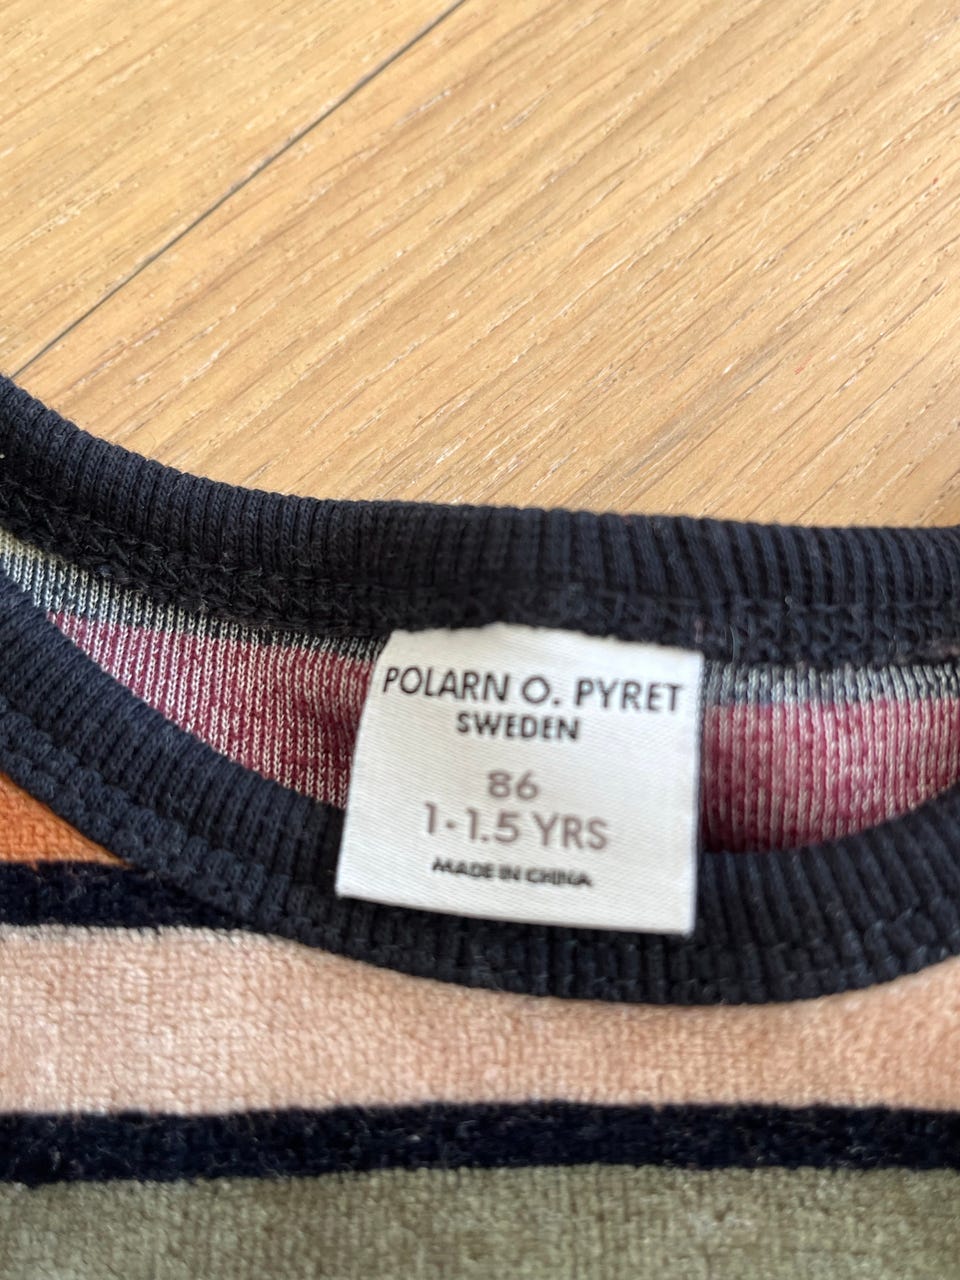 POLARN O. PYRET
SWEDEN
86
1-1.5 YRS
MADE IN CHINA